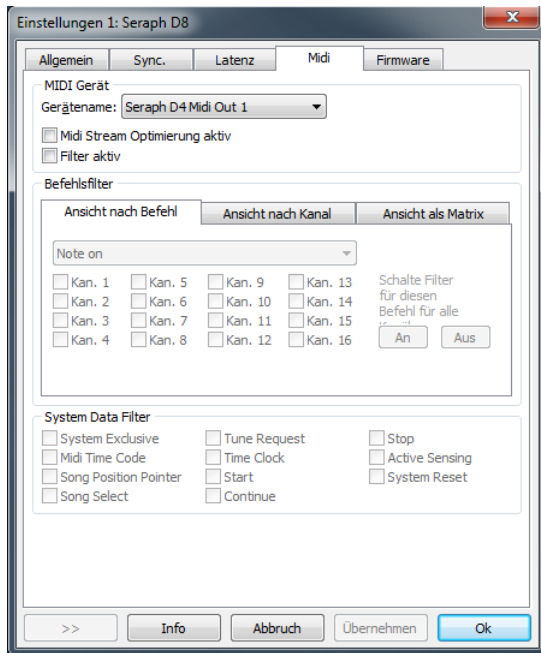 Einstellungen 1: Seraph D8
Allgemein Sync. Latenz Midi Firmware
MIDI Gerät
Gerätename: Seraph D4 Midi Out 1
Midi Stream Optimierung aktiv
Filter aktiv
Befehlsfilter
Ansicht nach Befehl Ansicht nach Kanal Ansicht als Matrix
Note on
Kan. 1 Kan. 5 Kan. 9 Kan. 13
Kan. 2 Kan. 6 Kan. 10 Kan. 14
Kan. 3 Kan. 7 Kan. 11 Kan. 15
Kan. 4 Kan. 8 Kan. 12 Kan. 16
Schalte Filter
für diesen
Befehl für alle
An Aus
System Data Filter
System Exclusive Tune Request Stop
Midi Time Code Time Clock Active Sensing
Song Position Pointer Start System Reset
Song Select Continue
>> Info Abbruch Übernehmen Ok